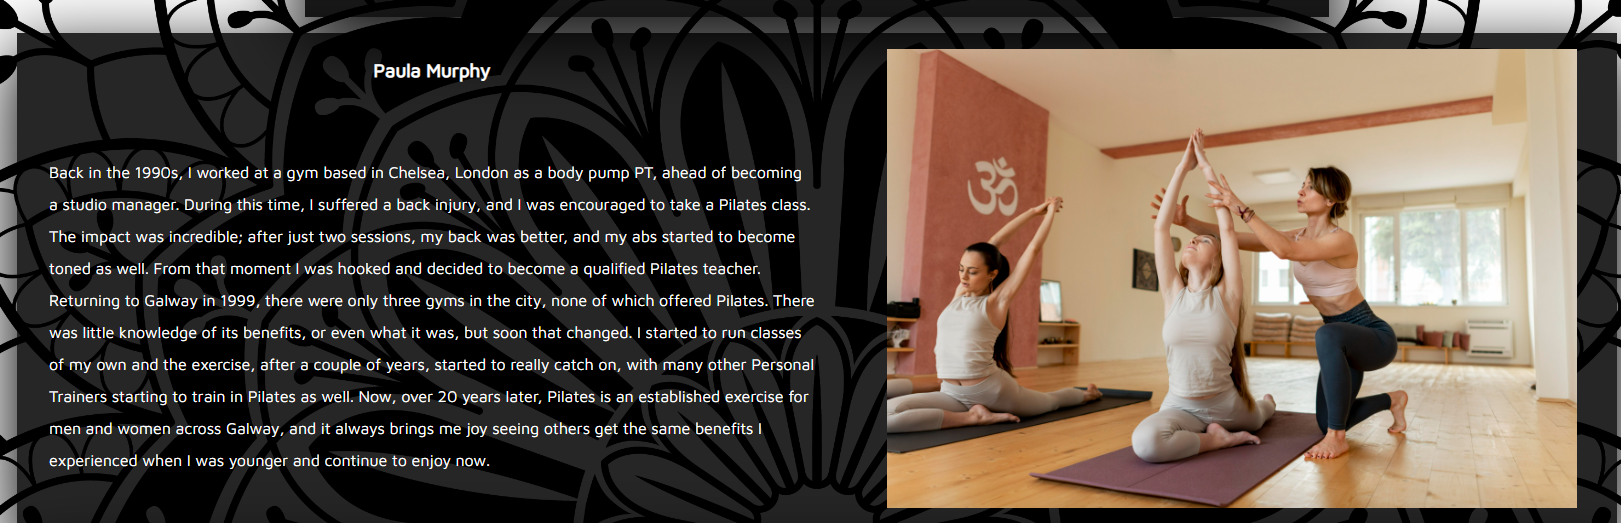 Paula Murphy
Back in the 1990s, I worked at a gym based in Chelsea, London as a body pump PT, ahead of becoming
a studio manager. During this time, I suffered a back injury, and I was encouraged to take a Pilates class.
The impact was incredible; after just two sessions, my back was better, and my abs started to become
toned as well. From that moment I was hooked and decided to become a qualified Pilates teacher.
Returning to Galway in 1999, there were only three gyms in the city, none of which offered Pilates. There
was little knowledge of its benefits, or even what it was, but soon that changed. I started to run classes
of my own and the exercise, after a couple of years, started to really catch on, with many other Personal
Trainers starting to train in Pilates as well. Now, over 20 years later, Pilates is an established exercise for
men and women across Galway, and it always brings me joy seeing others get the same benefits I
experienced when I was younger and continue to enjoy now.
ॐ